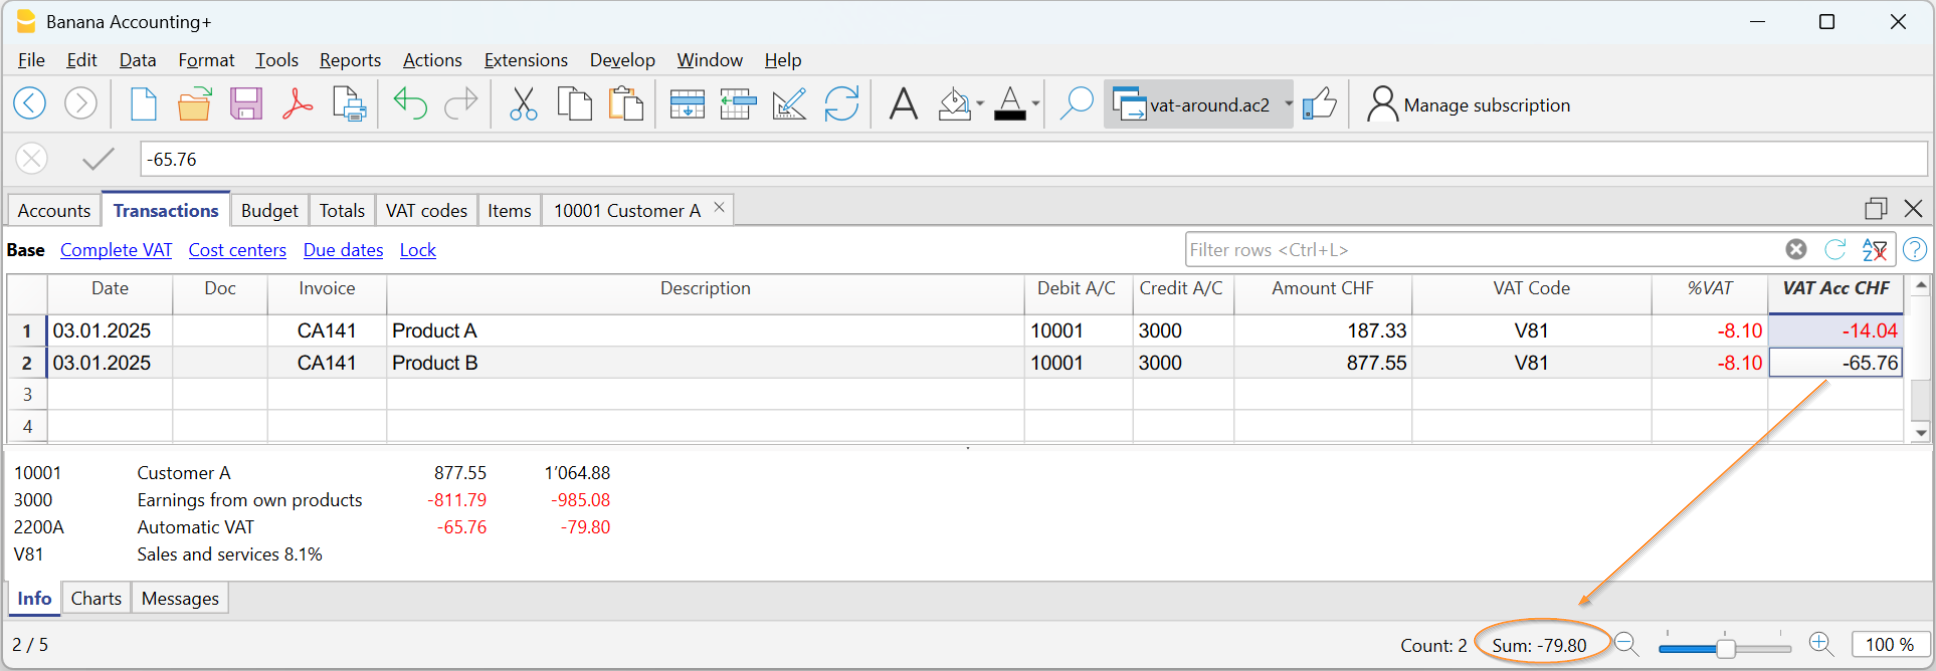 Banana Accounting+
File Edit Data Format Tools Reports Actions Extensions Develop Window Help
A A vat-around.ac2 Manage subscription
-65.76
Accounts Transactions Budget Totals VAT codes Items 10001 Customer A
Base Complete VAT Cost centers Due dates Lock Filter rows <Ctrl+L> AZ ?
Date Doc Invoice Description Debit A/C Credit A/C Amount CHF VAT Code %VAT VAT Acc CHF
1 03.01.2025 CA141 Product A 10001 3000 187.33 V81 -8.10 -14.04
2 03.01.2025 CA141 Product B 10001 3000 877.55 V81 -8.10 -65.76
3
4
10001 Customer A 877.55 1'064.88
3000 Earnings from own products -811.79 -985.08
2200A Automatic VAT -65.76 -79.80
V81 Sales and services 8.1%
Info Charts Messages
2 / 5 Count: 2 Sum: -79.80 100 %